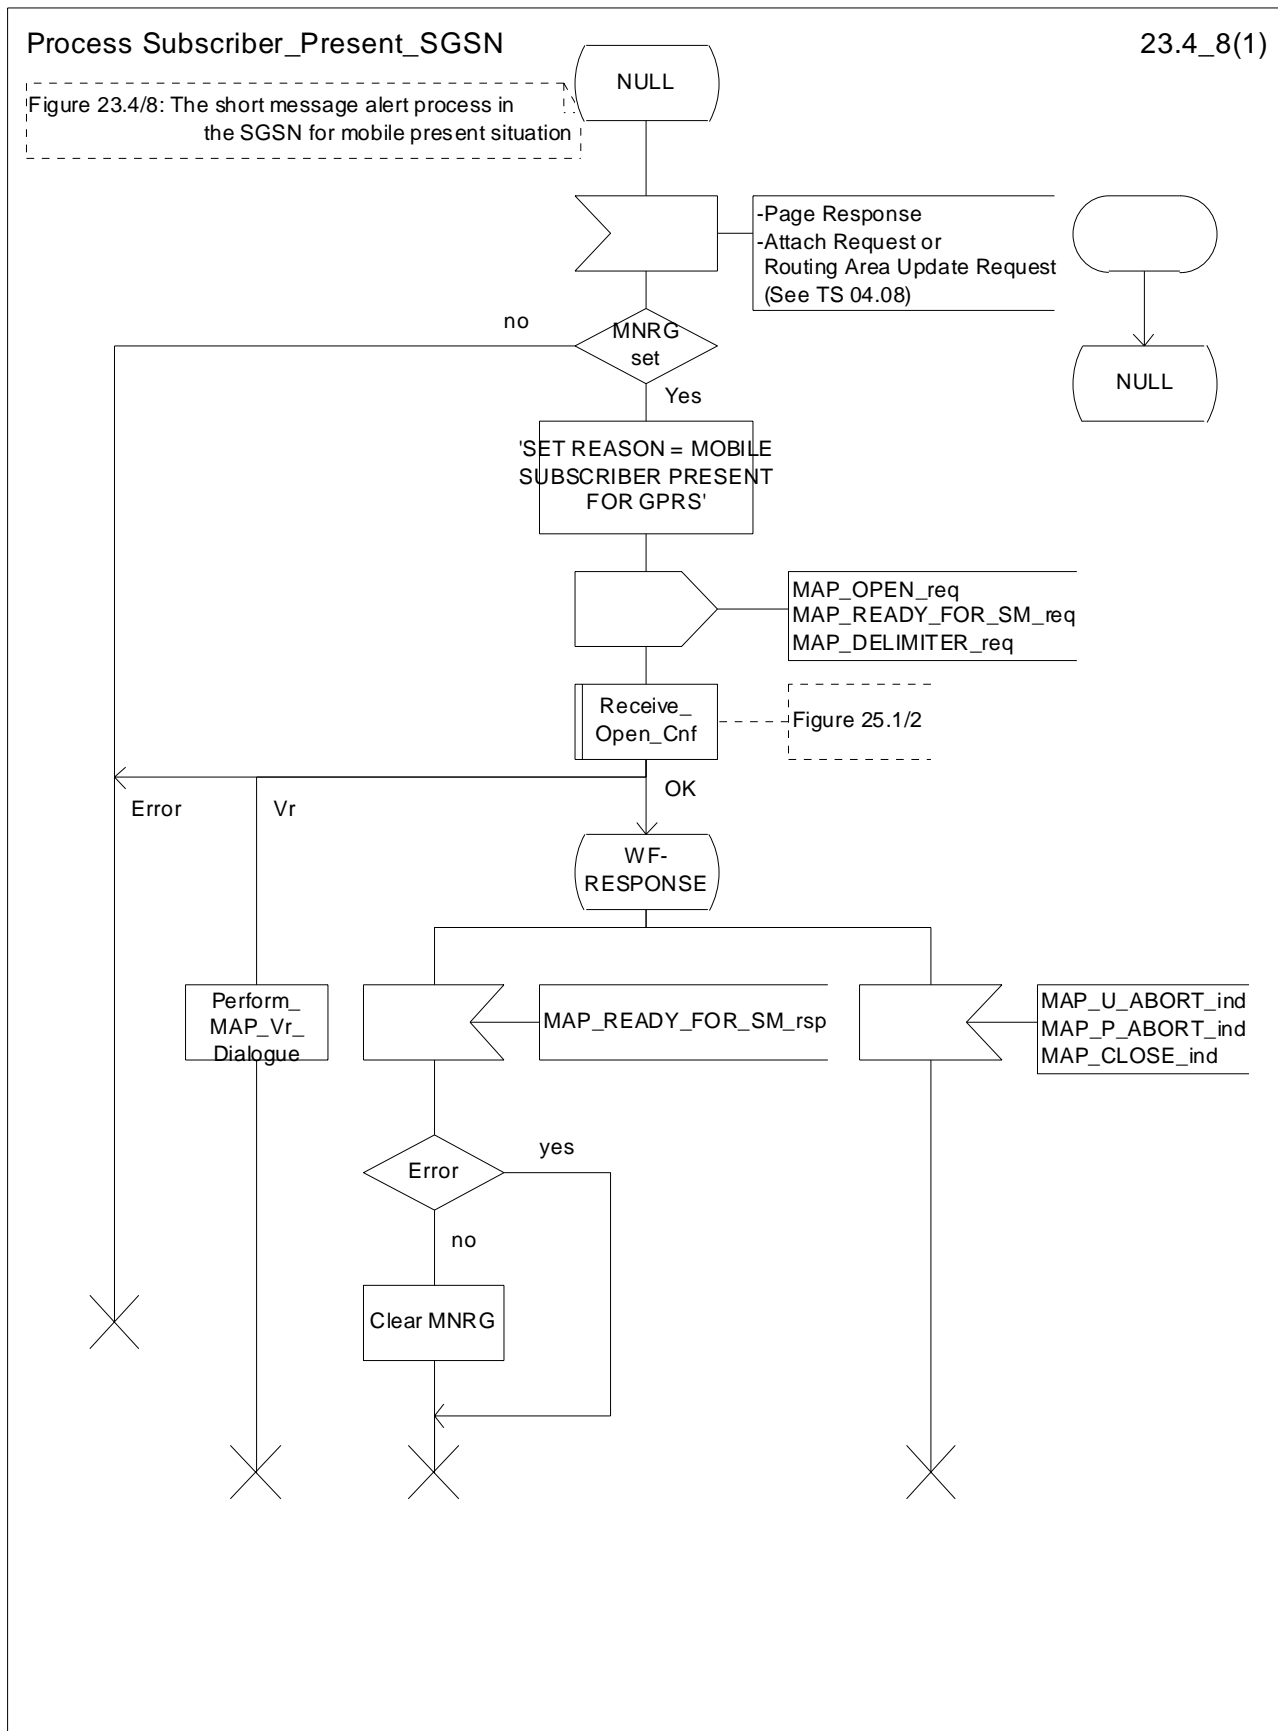 Process Subscriber_Present_SGSN
23.4_8(1)
Figure 23.4/8: The short message alert process in
the SGSN for mobile present situation
NULL
-Page Response
-Attach Request or
Routing Area Update Request
(See TS 04.08)
NULL
no
MNRG
set
Yes
'SET REASON = MOBILE
SUBSCRIBER PRESENT
FOR GPRS'
MAP_OPEN_req
MAP_READY_FOR_SM_req
MAP_DELIMITER_req
Receive_
Open_Cnf
Figure 25.1/2
Error
Vr
OK
WF-
RESPONSE
Perform_
MAP_Vr_
Dialogue
MAP_READY_FOR_SM_rsp
MAP_U_ABORT_ind
MAP_P_ABORT_ind
MAP_CLOSE_ind
Error
yes
no
Clear MNRG